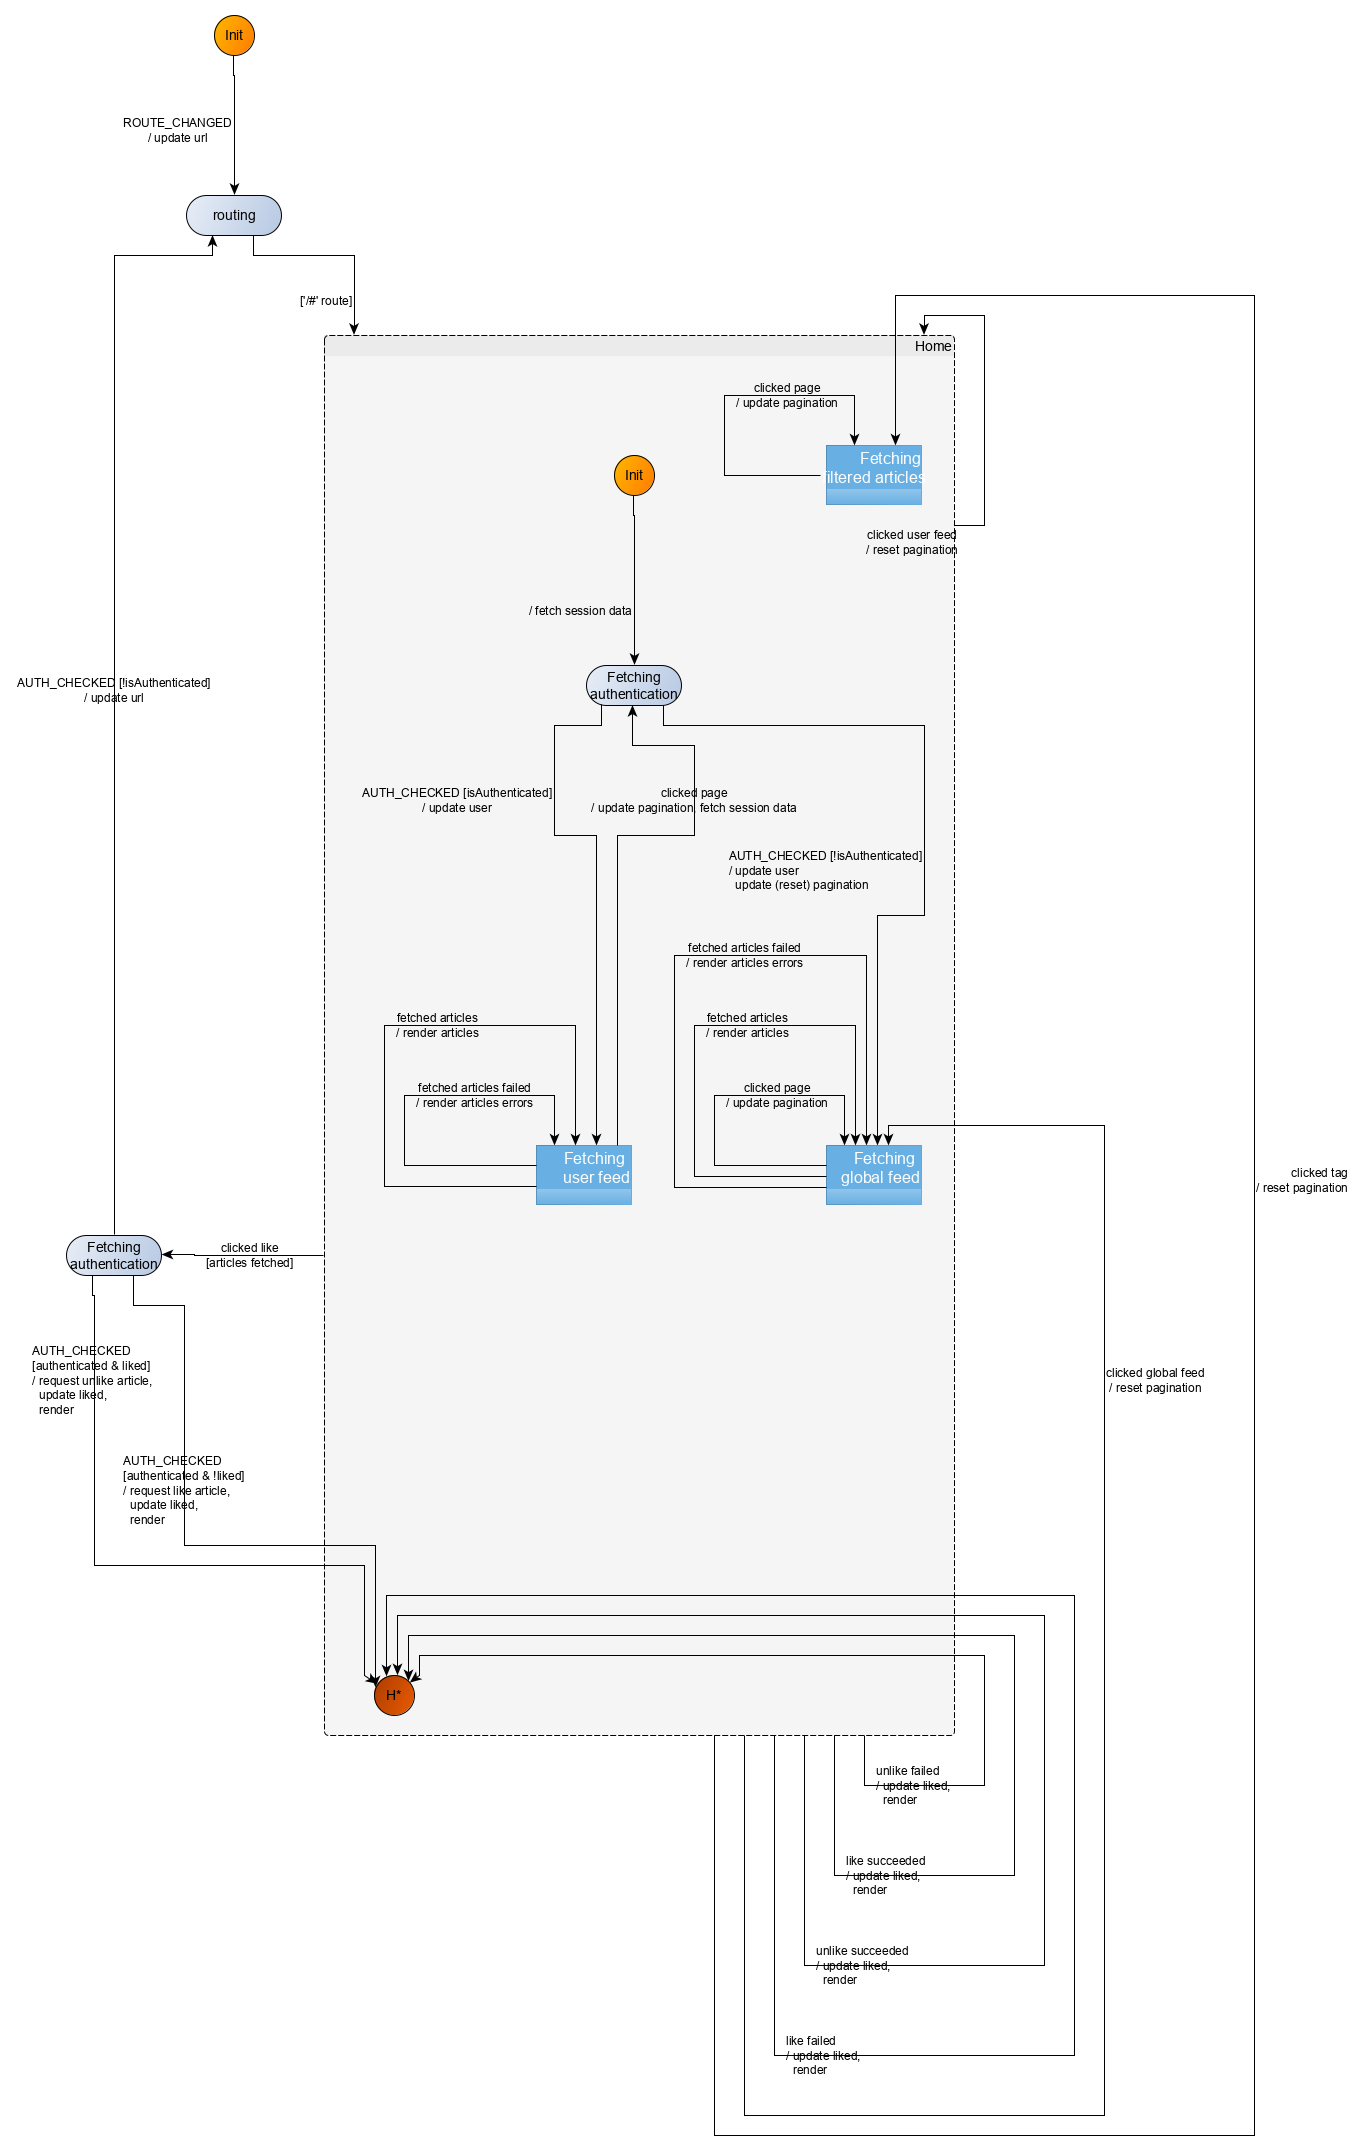 Init
ROUTE_CHANGED
/ update url
routing
['/#' route]
Home
clicked page
/ update pagination
Fetching
filtered articles
Init
clicked user feed
/ reset pagination
/ fetch session data
Fetching
authentication
AUTH_CHECKED [!isAuthenticated]
/ update url
AUTH_CHECKED [isAuthenticated]
/ update user
clicked page
/ update pagination, fetch session data
AUTH_CHECKED [!isAuthenticated]
/ update user
update (reset) pagination
fetched articles failed
/ render articles errors
fetched articles
/ render articles
fetched articles
/ render articles
fetched articles failed
/ render articles errors
clicked page
/ update pagination
Fetching
user feed
Fetching
global feed
clicked tag
/ reset pagination
Fetching
authentication
clicked like
[articles fetched]
AUTH_CHECKED
[authenticated & liked]
/ request unlike article,
update liked,
render
clicked global feed
/ reset pagination
AUTH_CHECKED
[authenticated & !liked]
/ request like article,
update liked,
render
H*
unlike failed
/ update liked,
render
like succeeded
/ update liked,
render
unlike succeeded
/ update liked,
render
like failed
/ update liked,
render